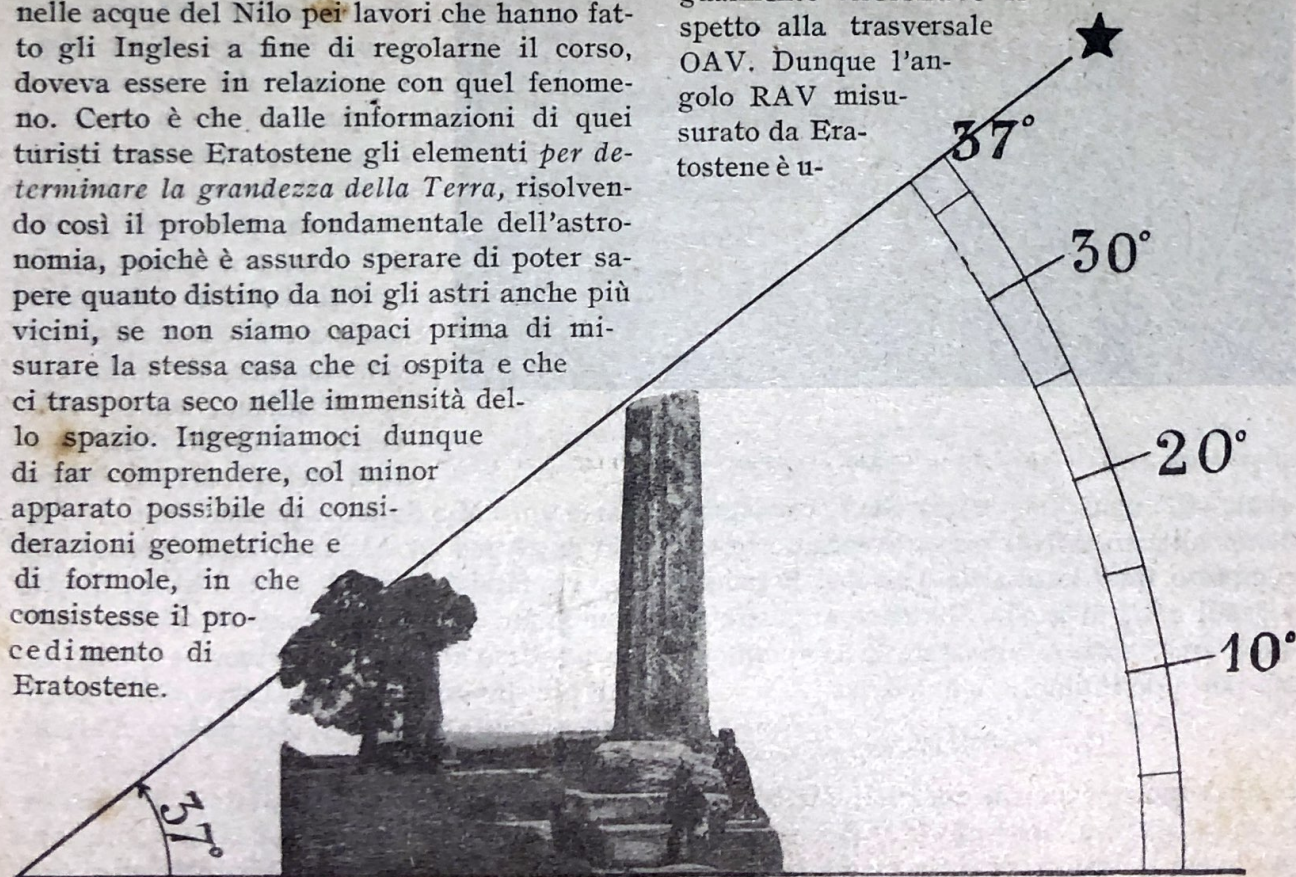 nelle acque del Nilo pei lavori che hanno fat-
to gli Inglesi a fine di regolarne il corso,
doveva essere in relazione con quel fenome-
no. Certo è che dalle informazioni di quei
turisti trasse Eratostene gli elementi per de-
terminare la grandezza della Terra, risolven-
do così il problema fondamentale dell'astro-
nomia, poichè è assurdo sperare di poter sa-
pere quanto distino da noi gli astri anche più
vicini, se non siamo capaci prima di mi-
surare la stessa casa che ci ospita e che
ci trasporta seco nelle immensità del-
lo spazio. Ingegniamoci dunque
di far comprendere, col minor
apparato possibile di consi-
derazioni geometriche e
di formole, in che
consistesse il pro-
cedimento di
Eratostene.
spetto alla trasversale
OAV. Dunque l'an-
golo RAV misu-
surato da Era-
tostene è u-
37°
30°
20°
10°
37°